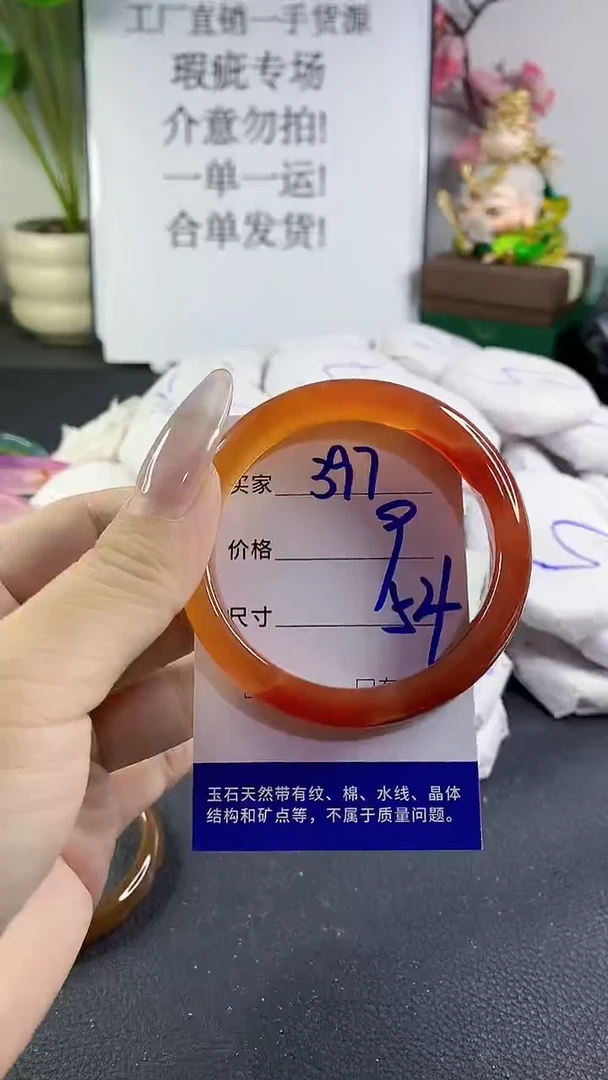 工厂直销一手货源
瑕疵专场
介意勿拍!
一单一运!
合单发货!
买家 397
价格
尺寸 54
玉石天然带有纹、棉、水线、晶体
结构和矿点等，不属于质量问题。